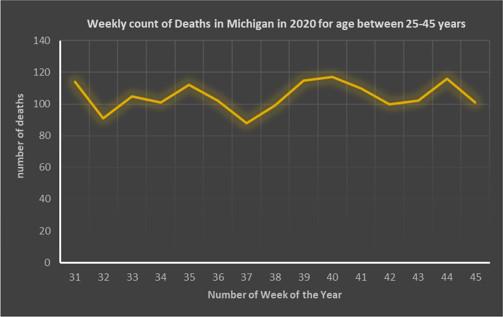 Weekly count of Deaths in Michigan in 2020 for age between 25-45 years
140
120
100
80
60
40
20
0
number of deaths
31 32 33 34 35 36 37 38 39 40 41 42 43 44 45
Number of Week of the Year